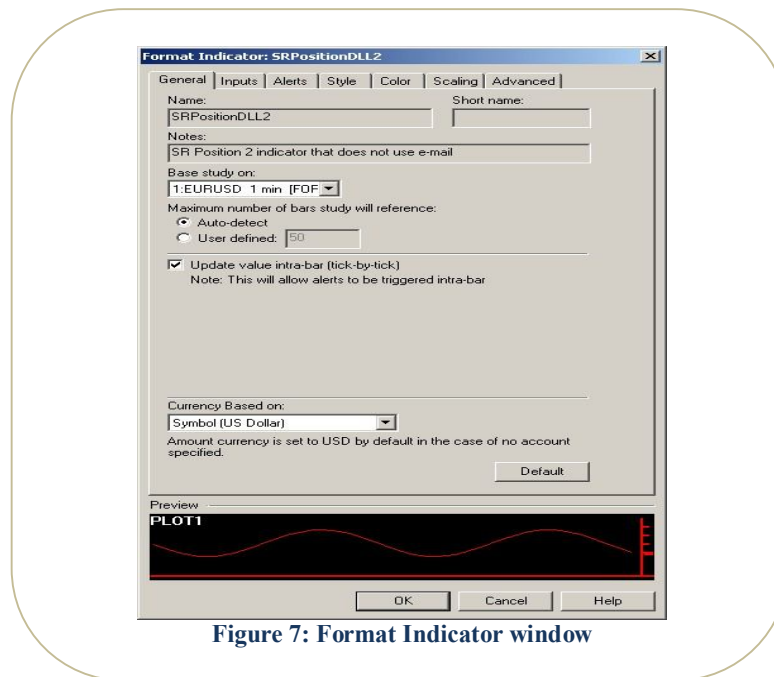 Format Indicator: SRPositionDLL2
General Inputs Alerts Style Color Scaling Advanced
Name: Short name:
SRPositionDLL2
Notes:
SR Position 2 indicator that does not use e-mail
Base study on:
1:EURUSD 1 min [FOF
Maximum number of bars study will reference:
Auto-detect
User defined: 50
Update value intra-bar (tick-by-tick)
Note: This will allow alerts to be triggered intra-bar
Currency Based on:
Symbol (US Dollar)
Amount currency is set to USD by default in the case of no account
specified.
Default
Preview
PLOT1
OK Cancel Help
Figure 7: Format Indicator window